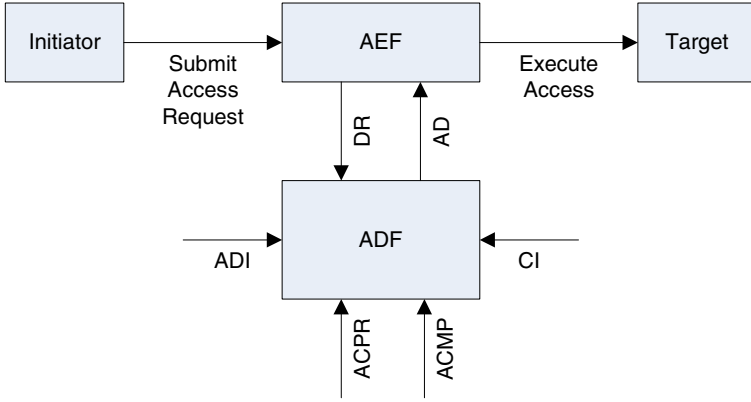 Initiator
AEF
Target
Submit
Access
Request
Execute
Access
DR
AD
ADF
ADI
CI
ACPR
ACMP